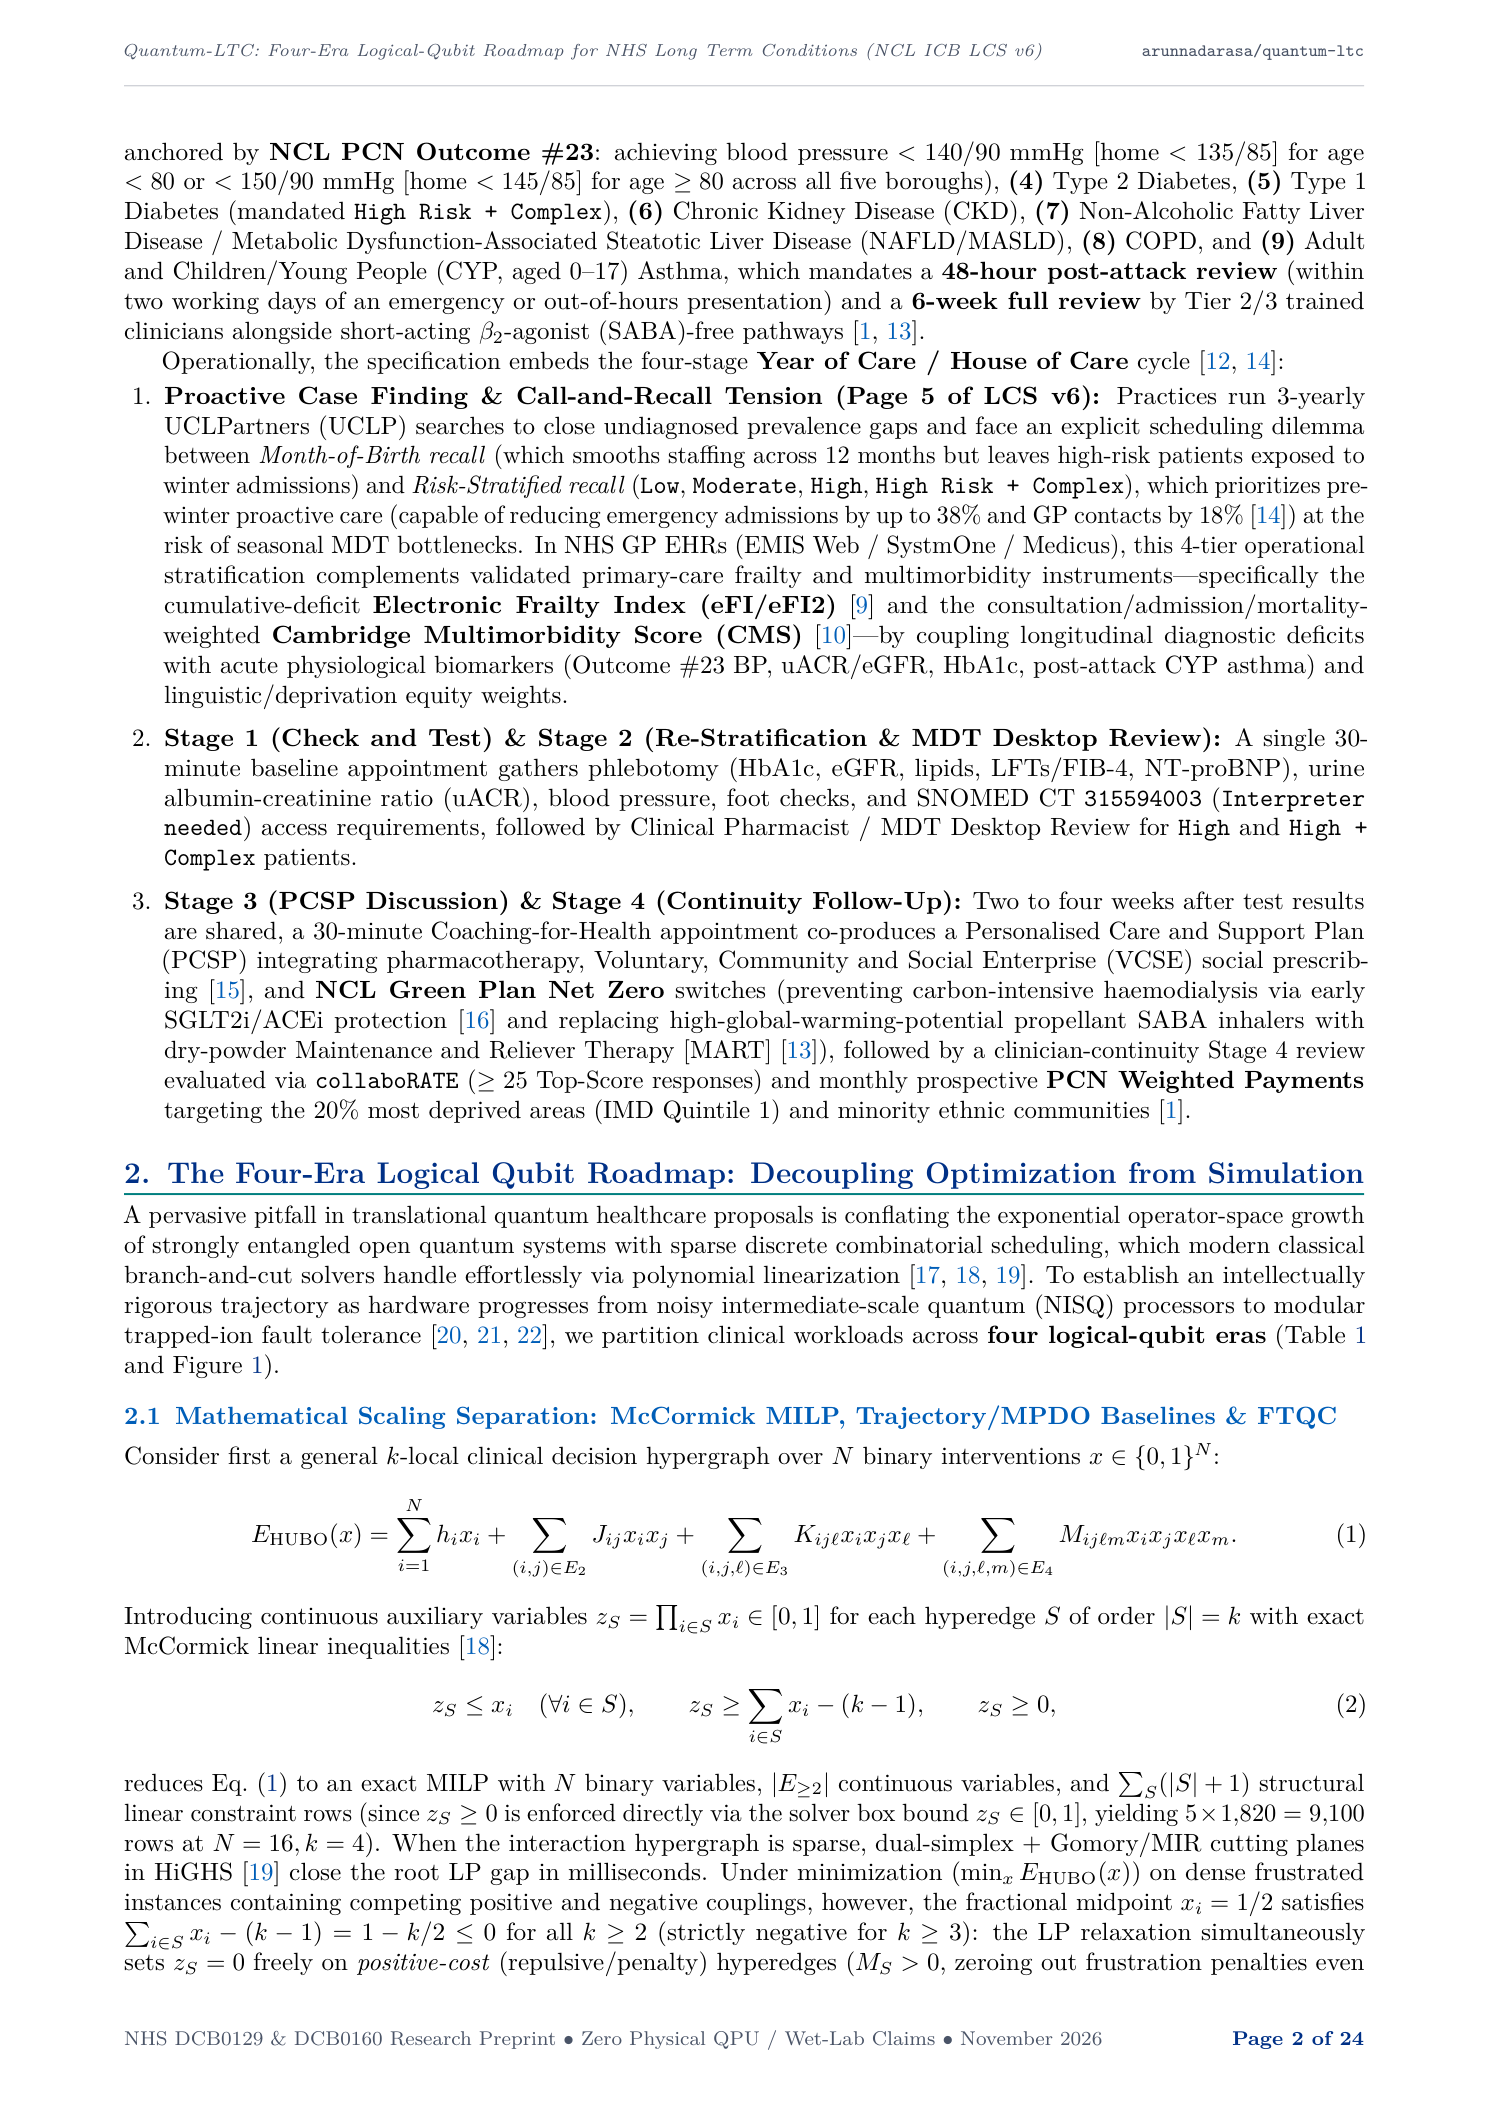 Quantum-LTC: Four-Era Logical-Qubit Roadmap for NHS Long Term Conditions (NCL ICB LCS v6) arunnadarasa/quantum-ltc
anchored by NCL PCN Outcome #23: achieving blood pressure < 140/90 mmHg [home < 135/85] for age
< 80 or < 150/90 mmHg [home < 145/85] for age ≥ 80 across all five boroughs), (4) Type 2 Diabetes, (5) Type 1
Diabetes (mandated High Risk + Complex), (6) Chronic Kidney Disease (CKD), (7) Non-Alcoholic Fatty Liver
Disease / Metabolic Dysfunction-Associated Steatotic Liver Disease (NAFLD/MASLD), (8) COPD, and (9) Adult
and Children/Young People (CYP, aged 0–17) Asthma, which mandates a 48-hour post-attack review (within
two working days of an emergency or out-of-hours presentation) and a 6-week full review by Tier 2/3 trained
clinicians alongside short-acting β₂-agonist (SABA)-free pathways [1, 13].
Operationally, the specification embeds the four-stage Year of Care / House of Care cycle [12, 14]:
1. Proactive Case Finding & Call-and-Recall Tension (Page 5 of LCS v6): Practices run 3-yearly
UCLPartners (UCLP) searches to close undiagnosed prevalence gaps and face an explicit scheduling dilemma
between Month-of-Birth recall (which smooths staffing across 12 months but leaves high-risk patients exposed to
winter admissions) and Risk-Stratified recall (Low, Moderate, High, High Risk + Complex), which prioritizes pre-
winter proactive care (capable of reducing emergency admissions by up to 38% and GP contacts by 18% [14]) at the
risk of seasonal MDT bottlenecks. In NHS GP EHRs (EMIS Web / SystmOne / Medicus), this 4-tier operational
stratification complements validated primary-care frailty and multimorbidity instruments—specifically the
cumulative-deficit Electronic Frailty Index (eFI/eFI2) [9] and the consultation/admission/mortality-
weighted Cambridge Multimorbidity Score (CMS) [10]—by coupling longitudinal diagnostic deficits
with acute physiological biomarkers (Outcome #23 BP, uACR/eGFR, HbA1c, post-attack CYP asthma) and
linguistic/deprivation equity weights.
2. Stage 1 (Check and Test) & Stage 2 (Re-Stratification & MDT Desktop Review): A single 30-
minute baseline appointment gathers phlebotomy (HbA1c, eGFR, lipids, LFTs/FIB-4, NT-proBNP), urine
albumin-creatinine ratio (uACR), blood pressure, foot checks, and SNOMED CT 315594003 (Interpreter
needed) access requirements, followed by Clinical Pharmacist / MDT Desktop Review for High and High +
Complex patients.
3. Stage 3 (PCSP Discussion) & Stage 4 (Continuity Follow-Up): Two to four weeks after test results
are shared, a 30-minute Coaching-for-Health appointment co-produces a Personalised Care and Support Plan
(PCSP) integrating pharmacotherapy, Voluntary, Community and Social Enterprise (VCSE) social prescrib-
ing [15], and NCL Green Plan Net Zero switches (preventing carbon-intensive haemodialysis via early
SGLT2i/ACEi protection [16] and replacing high-global-warming-potential propellant SABA inhalers with
dry-powder Maintenance and Reliever Therapy [MART] [13]), followed by a clinician-continuity Stage 4 review
evaluated via collaboRATE (≥ 25 Top-Score responses) and monthly prospective PCN Weighted Payments
targeting the 20% most deprived areas (IMD Quintile 1) and minority ethnic communities [1].
2. The Four-Era Logical Qubit Roadmap: Decoupling Optimization from Simulation
A pervasive pitfall in translational quantum healthcare proposals is conflating the exponential operator-space growth
of strongly entangled open quantum systems with sparse discrete combinatorial scheduling, which modern classical
branch-and-cut solvers handle effortlessly via polynomial linearization [17, 18, 19]. To establish an intellectually
rigorous trajectory as hardware progresses from noisy intermediate-scale quantum (NISQ) processors to modular
trapped-ion fault tolerance [20, 21, 22], we partition clinical workloads across four logical-qubit eras (Table 1
and Figure 1).
2.1 Mathematical Scaling Separation: McCormick MILP, Trajectory/MPDO Baselines & FTQC
Consider first a general k-local clinical decision hypergraph over N binary interventions x ∈ {0, 1}^N:
E_HUBO(x) = ∑_{i=1}^{N} h_i x_i + ∑_{(i,j)∈E_2} J_{ij} x_i x_j + ∑_{(i,j,ℓ)∈E_3} K_{ijℓ} x_i x_j x_ℓ + ∑_{(i,j,ℓ,m)∈E_4} M_{ijℓm} x_i x_j x_ℓ x_m. (1)
Introducing continuous auxiliary variables z_S = ∏_{i∈S} x_i ∈ [0, 1] for each hyperedge S of order |S| = k with exact
McCormick linear inequalities [18]:
z_S ≤ x_i (∀i ∈ S), z_S ≥ ∑_{i∈S} x_i − (k − 1), z_S ≥ 0, (2)
reduces Eq. (1) to an exact MILP with N binary variables, |E_{≥2}| continuous variables, and ∑_S(|S| + 1) structural
linear constraint rows (since z_S ≥ 0 is enforced directly via the solver box bound z_S ∈ [0, 1], yielding 5×1,820 = 9,100
rows at N = 16, k = 4). When the interaction hypergraph is sparse, dual-simplex + Gomory/MIR cutting planes
in HiGHS [19] close the root LP gap in milliseconds. Under minimization (min_x E_HUBO(x)) on dense frustrated
instances containing competing positive and negative couplings, however, the fractional midpoint x_i = 1/2 satisfies
∑_{i∈S} x_i − (k − 1) = 1 − k/2 ≤ 0 for all k ≥ 2 (strictly negative for k ≥ 3): the LP relaxation simultaneously
sets z_S = 0 freely on positive-cost (repulsive/penalty) hyperedges (M_S > 0, zeroing out frustration penalties even
NHS DCB0129 & DCB0160 Research Preprint • Zero Physical QPU / Wet-Lab Claims • November 2026 Page 2 of 24